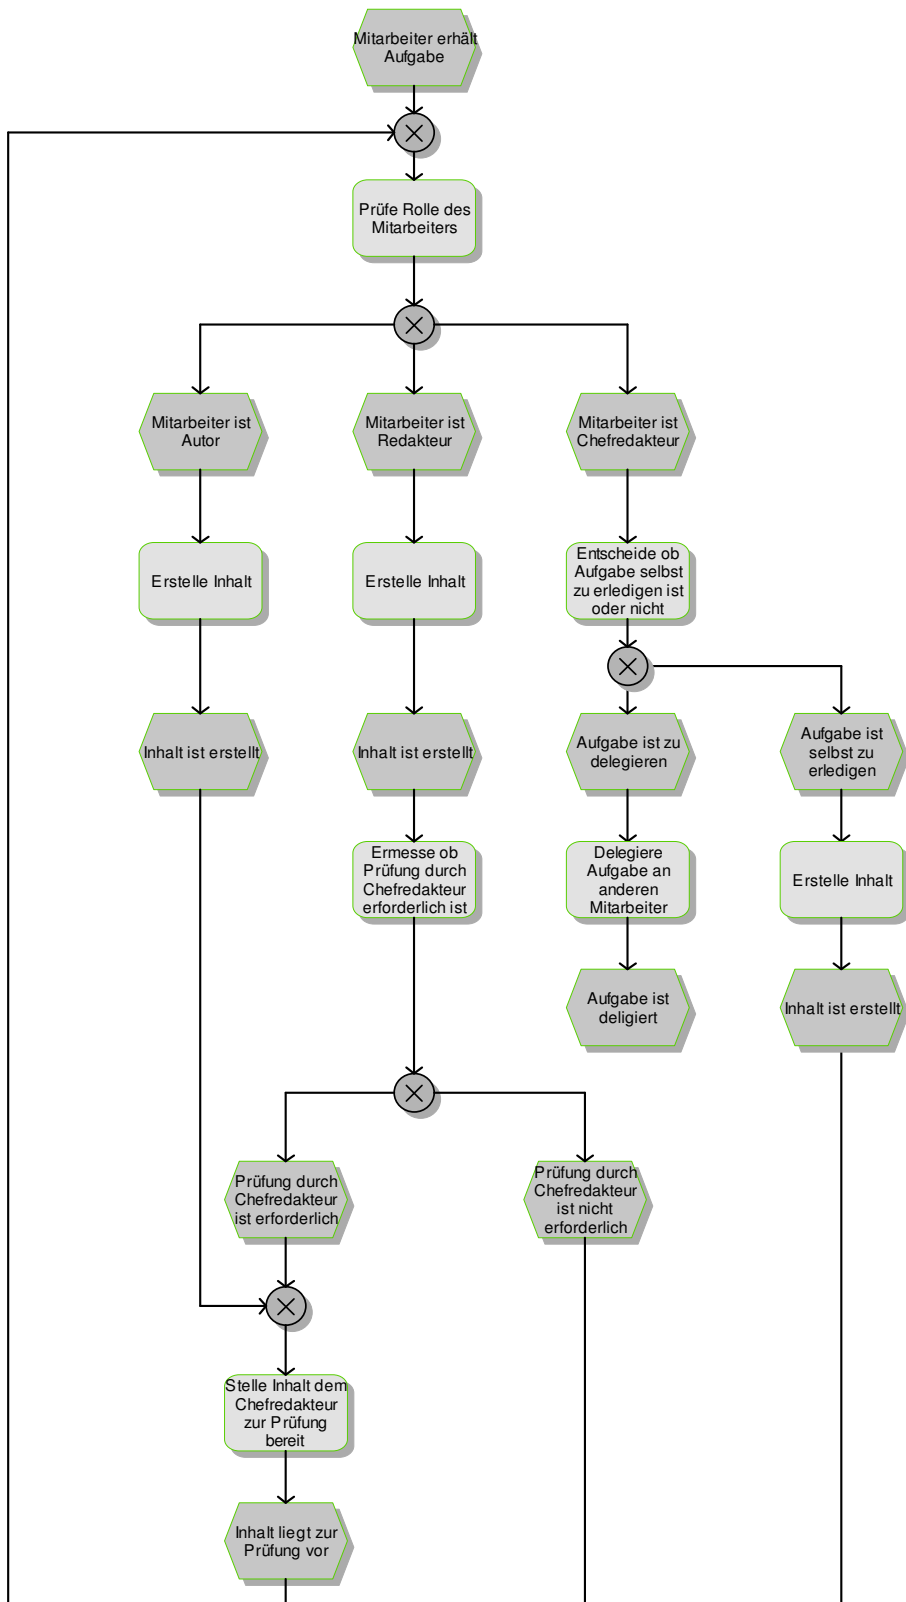 Mitarbeiter erhält
Aufgabe
Prüfe Rolle des
Mitarbeiters
Mitarbeiter ist
Autor
Mitarbeiter ist
Redakteur
Mitarbeiter ist
Chefredakteur
Erstelle Inhalt
Erstelle Inhalt
Entscheide ob
Aufgabe selbst
zu erledigen ist
oder nicht
Inhalt ist erstellt
Inhalt ist erstellt
Aufgabe ist zu
delegieren
Aufgabe ist
selbst zu
erledigen
Ermesse ob
Prüfung durch
Chefredakteur
erforderlich ist
Delegiere
Aufgabe an
anderen
Mitarbeiter
Erstelle Inhalt
Aufgabe ist
deligiert
Inhalt ist erstellt
Prüfung durch
Chefredakteur
ist erforderlich
Prüfung durch
Chefredakteur
ist nicht
erforderlich
Stelle Inhalt dem
Chefredakteur
zur Prüfung
bereit
Inhalt liegt zur
Prüfung vor